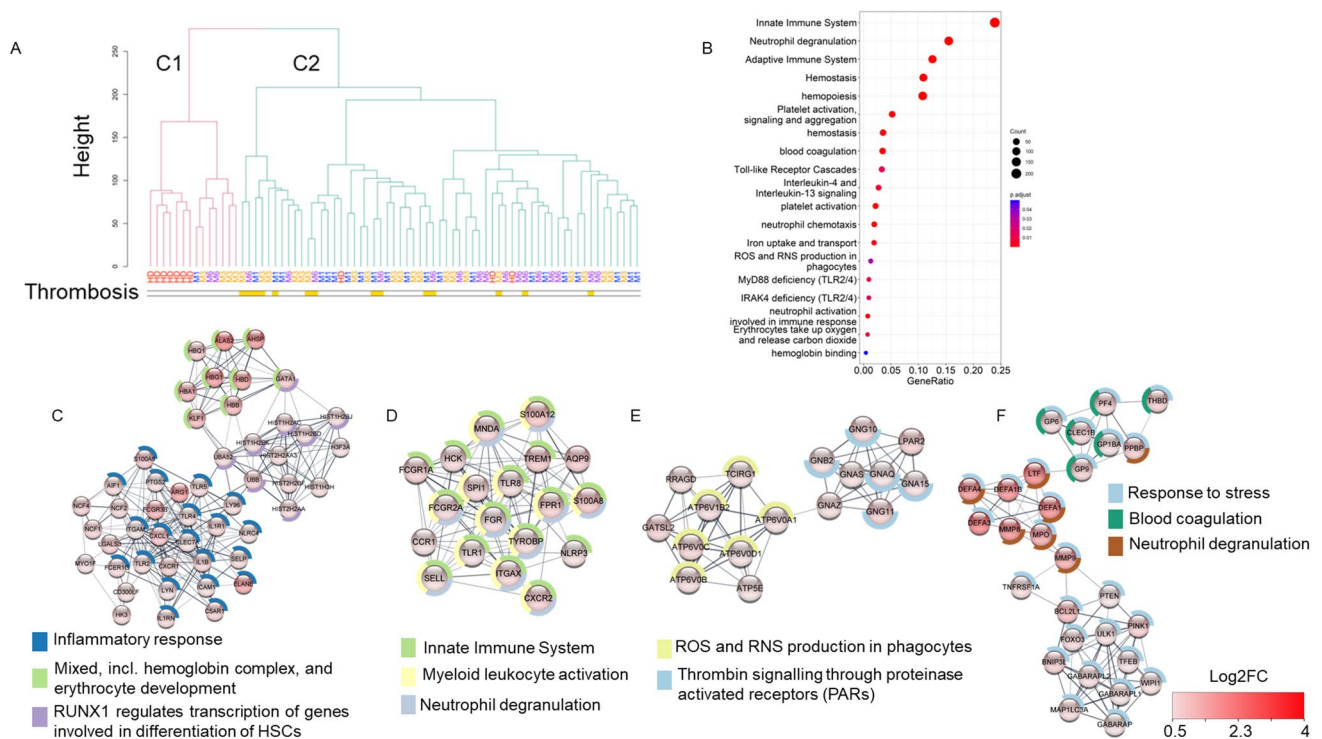 A
C1
C2
Height
250
200
150
100
50
0
Thrombosis
B
Innate Immune System
Neutrophil degranulation
Adaptive Immune System
Hemostasis
hemopoiesis
Platelet activation,
signaling and aggregation
hemostasis
blood coagulation
Toll-like Receptor Cascades
Interleukin-4 and
Interleukin-13 signaling
platelet activation
neutrophil chemotaxis
Iron uptake and transport
ROS and RNS production in
phagocytes
MyD88 deficiency (TLR2/4)
IRAK4 deficiency (TLR2/4)
neutrophil activation
involved in immune response
Erythrocytes take up oxygen
and release carbon dioxide
hemoglobin binding
0.00 0.05 0.10 0.15 0.20 0.25
GeneRatio
Count
50
100
150
200
p.adjust
0.04
0.03
0.02
0.01
C
HBQ1
ALAS2
AHSP
HBA1
HBG1
HBD
GATA1
KLF1
HBB
HIST1H2BJ
HIST1H2BD
HIST1H2BK
H3F3A
HIST2H2AA3
UBA52
UBB
HIST1H3H
S100A8
PTGS2
AIF1
ARG1
TLR5
NCF4
NCF2
FCGR3B
LY96
TLR4
NCF1
ITGAM
CXCL1
IL1R1
LGALS3
CLEC7A
NLRC4
MYO1F
FCER1G
TLR2
CXCR1
IL1B
SELP
CD300LF
LYN
ICAM1
ELANE
HK3
IL1RN
C5AR1
Inflammatory response
Mixed, incl. hemoglobin complex, and
erythrocyte development
RUNX1 regulates transcription of genes
involved in differentiation of HSCs
D
S100A12
MNDA
HCK
TREM1
AQP9
FCGR1A
SPI1
TLR8
S100A8
FCGR2A
FGR
FPR1
CCR1
TLR1
TYROBP
NLRP3
SELL
ITGAX
CXCR2
Innate Immune System
Myeloid leukocyte activation
Neutrophil degranulation
E
GNG10
LPAR2
GNB2
GNAS
GNAQ
GNA15
GNAZ
GNG11
TCIRG1
RRAGD
ATP6V1B2
ATP6V0A1
GATSL2
ATP6V0C
ATP6V0D1
ATP6V0B
ATP5E
ROS and RNS production in phagocytes
Thrombin signalling through proteinase
activated receptors (PARs)
F
PF4
THBD
GP6
CLEC1B
GP1BA
PPBP
GP9
LTF
DEFA4
DEFA1B
DEFA1
DEFA3
MMP8
MPO
MMP9
TNFRSF1A
PTEN
BCL2L1
PINK1
FOXO3
ULK1
BNIP3L
TFEB
GABARAPL2
WIPI1
GABARAPL1
MAP1LC3A
GABARAP
Response to stress
Blood coagulation
Neutrophil degranulation
Log2FC
0.5 2.3 4